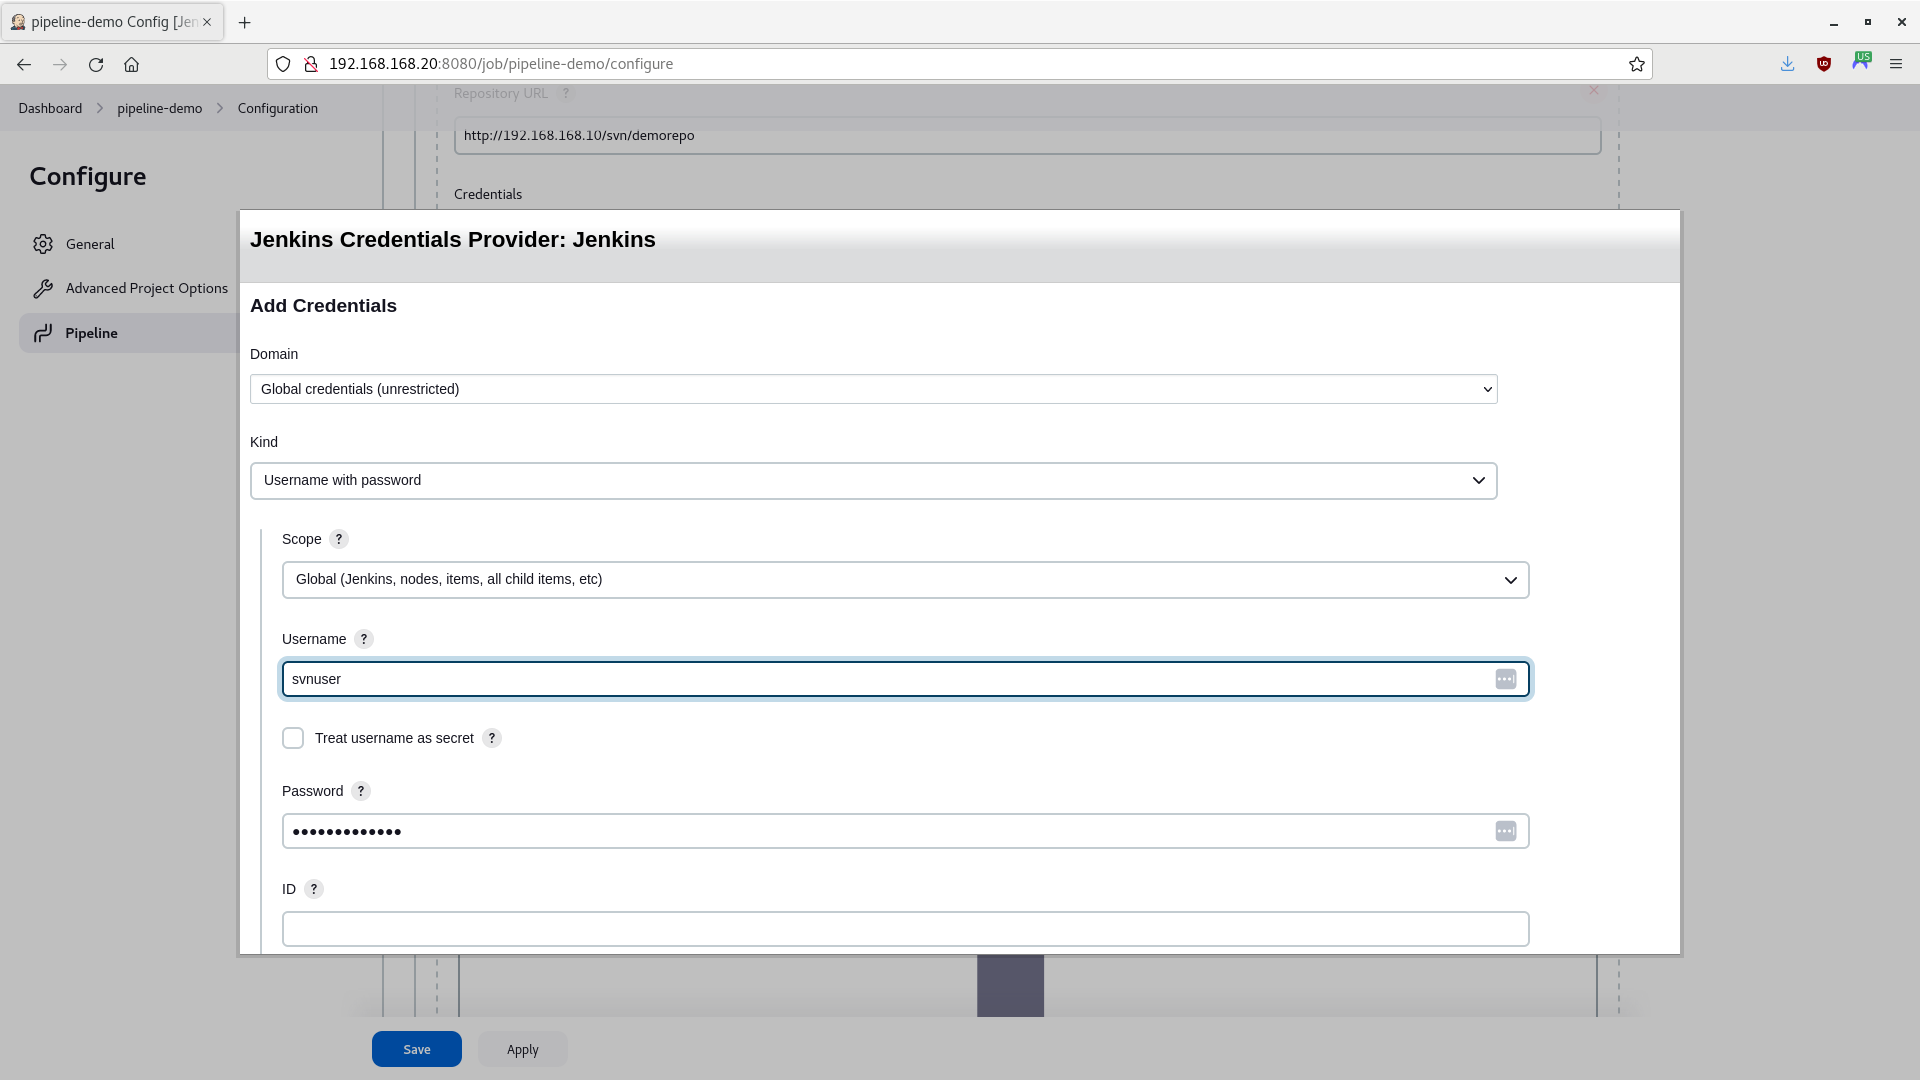 pipeline-demo Config [Jen
US
192.168.168.20:8080/job/pipeline-demo/configure
Dashboard
pipeline-demo
Configuration
Repository URL ?
http://192.168.168.10/svn/demorepo
Credentials
Configure
General
Advanced Project Options
Pipeline
Jenkins Credentials Provider: Jenkins
Add Credentials
Domain
Global credentials (unrestricted)
Kind
Username with password
Scope ?
Global (Jenkins, nodes, items, all child items, etc)
Username ?
svnuser
Treat username as secret ?
Password ?
•••••••••••••
ID ?
Save
Apply